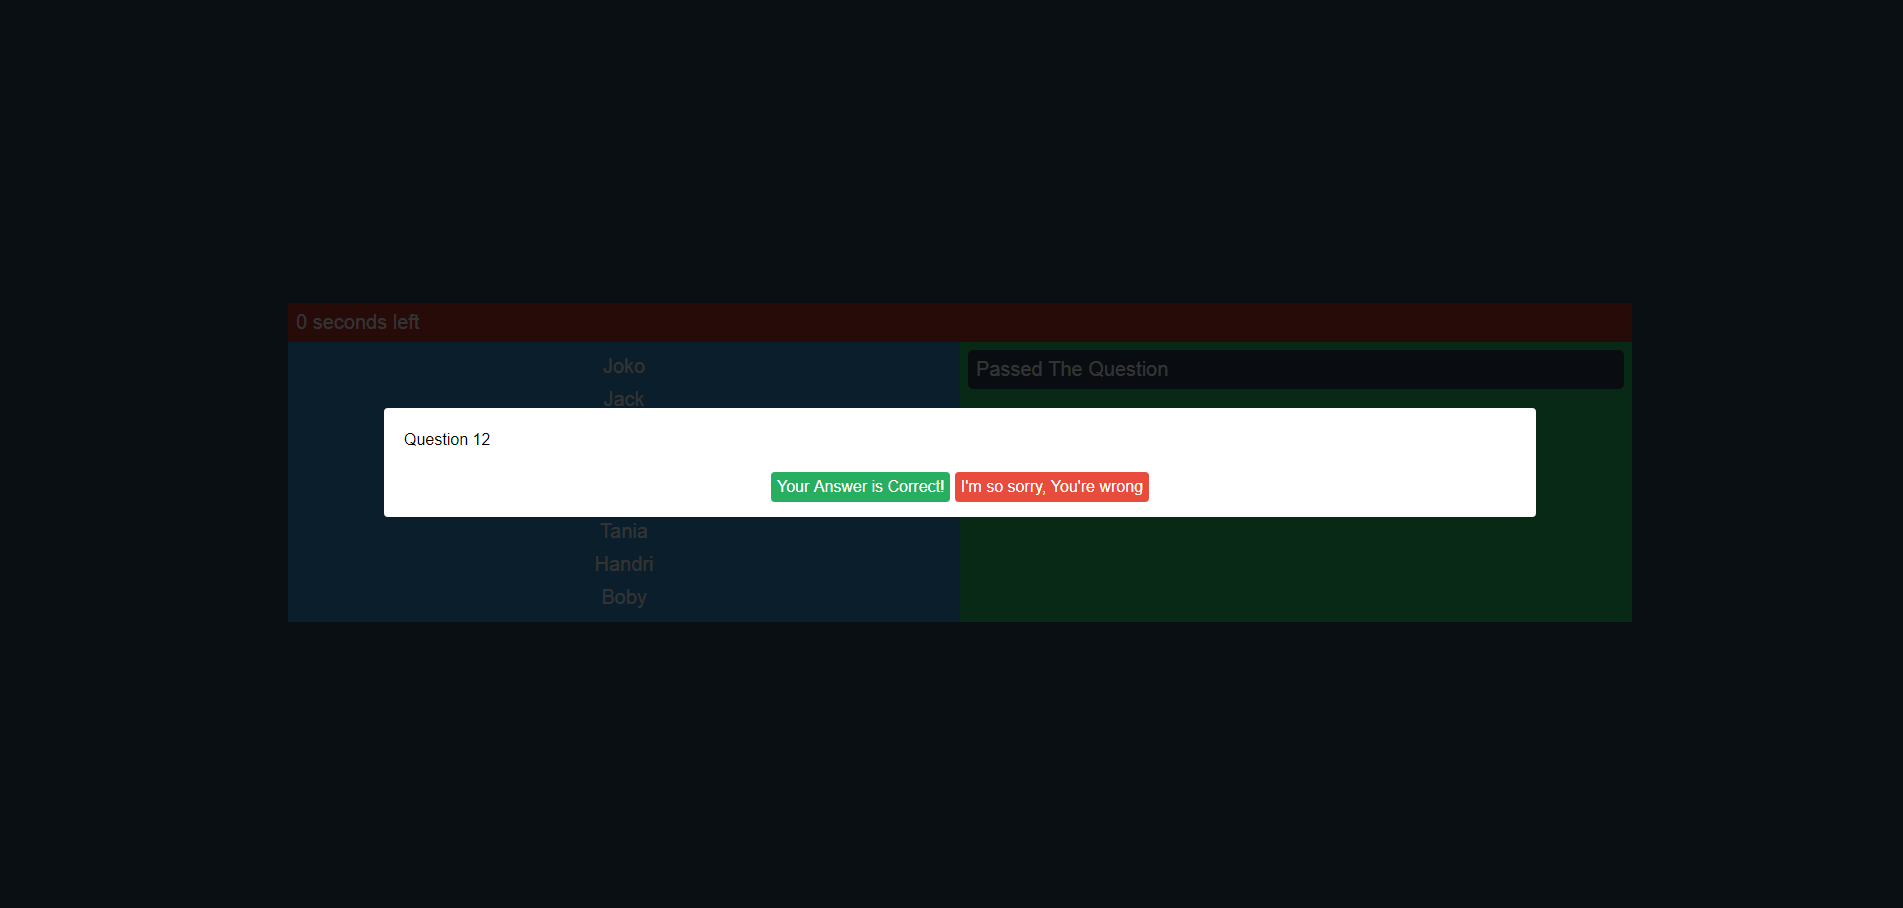 0 seconds left
Joko
Jack
Passed The Question
Question 12
Your Answer is Correct!
I'm so sorry, You're wrong
Tania
Handri
Boby